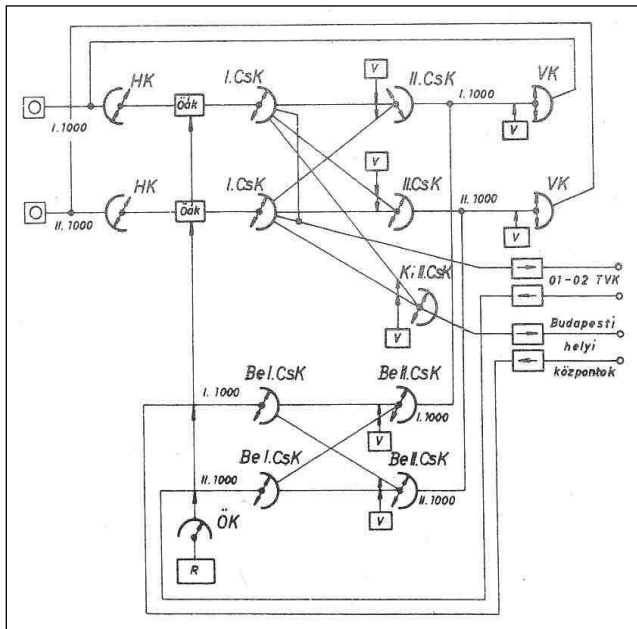 HK
I.CsK
V
II.CsK
VK
I.1000
Öák
I.1000
V
HK
I.CsK
V
II.CsK
VK
II.1000
Öák
II.1000
V
01-02 TVK
Ki II.CsK
V
Budapesti
helyi
központok
Be I.CsK
Be II.CsK
I.1000
V
I.1000
Be I.CsK
Be II.CsK
II.1000
V
II.1000
ÖK
R